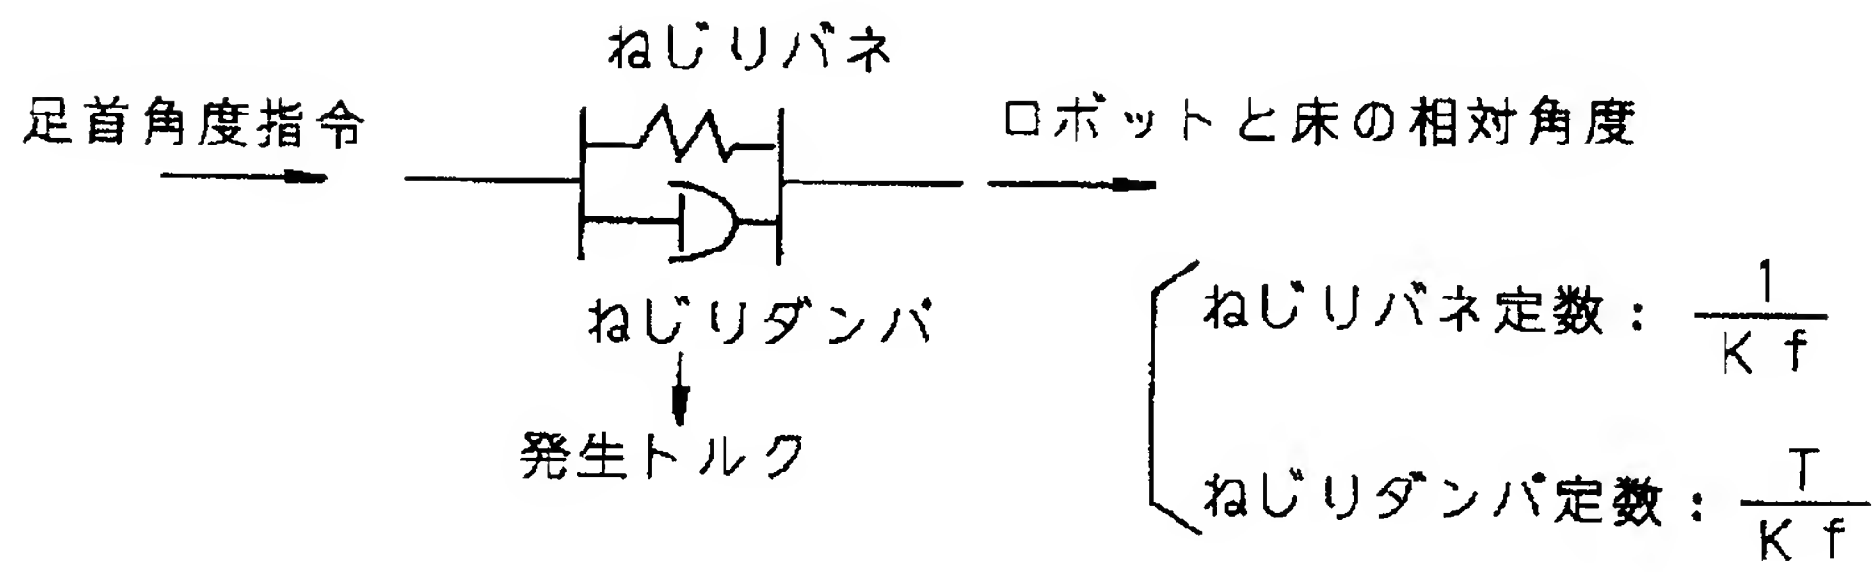 ねじりバネ
足首角度指令
ロボットと床の相対角度
ねじりダンパ
発生トルク
ねじりバネ定数: 1/Kf
ねじりダンパ定数: T/Kf